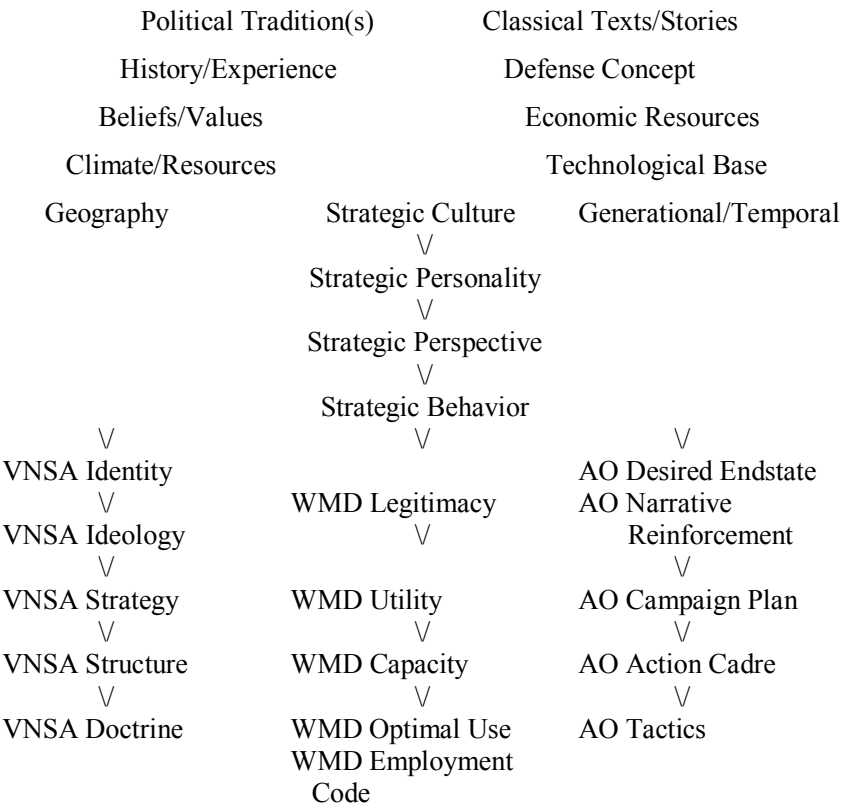 Political Tradition(s) Classical Texts/Stories
History/Experience Defense Concept
Beliefs/Values Economic Resources
Climate/Resources Technological Base
Geography Strategic Culture Generational/Temporal
\/
Strategic Personality
\/
Strategic Perspective
\/
Strategic Behavior
\/ \/ \/
VNSA Identity AO Desired Endstate
\/ WMD Legitimacy AO Narrative
VNSA Ideology \/ Reinforcement
\/ \/
VNSA Strategy WMD Utility AO Campaign Plan
\/ \/ \/
VNSA Structure WMD Capacity AO Action Cadre
\/ \/ \/
VNSA Doctrine WMD Optimal Use AO Tactics
WMD Employment
Code